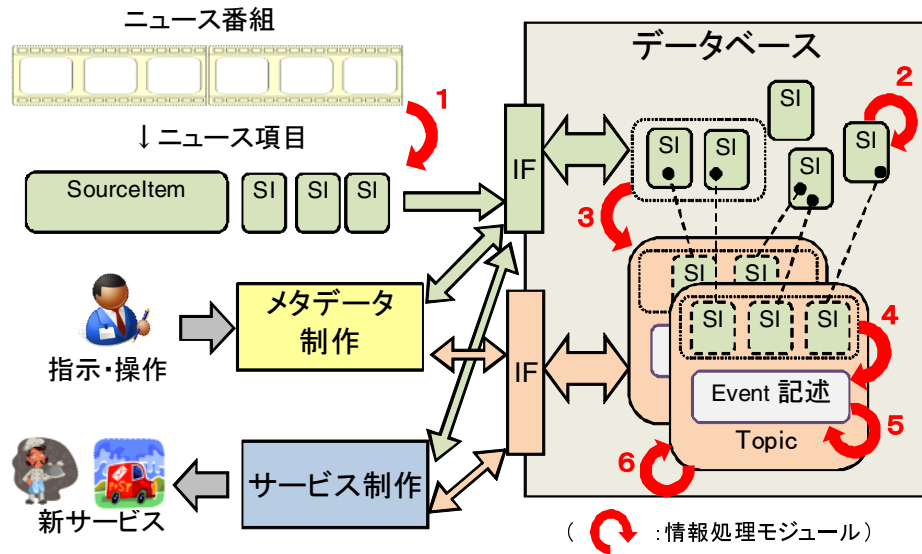 ニュース番組
1
↓ニュース項目
SourceItem
SI
SI
SI
指示・操作
メタデータ
制作
サービス制作
新サービス
IF
IF
データベース
SI
SI
SI
SI
SI
2
3
SI
SI
SI
SI
SI
4
Event 記述
5
Topic
6
( :情報処理モジュール)